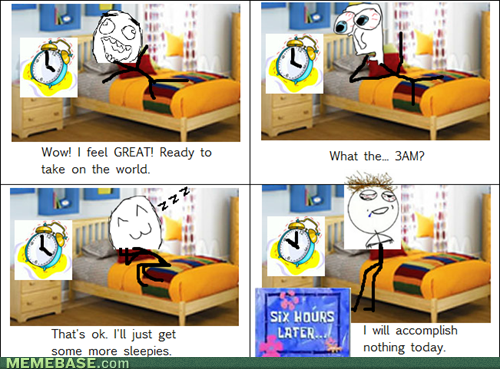 Wow! I feel GREAT! Ready to
take on the world.
What the... 3AM?
zzz
That's ok. I'll just get
some more sleepies.
SIX HOURS
LATER...
I will accomplish
nothing today.
MEMEBASE.com